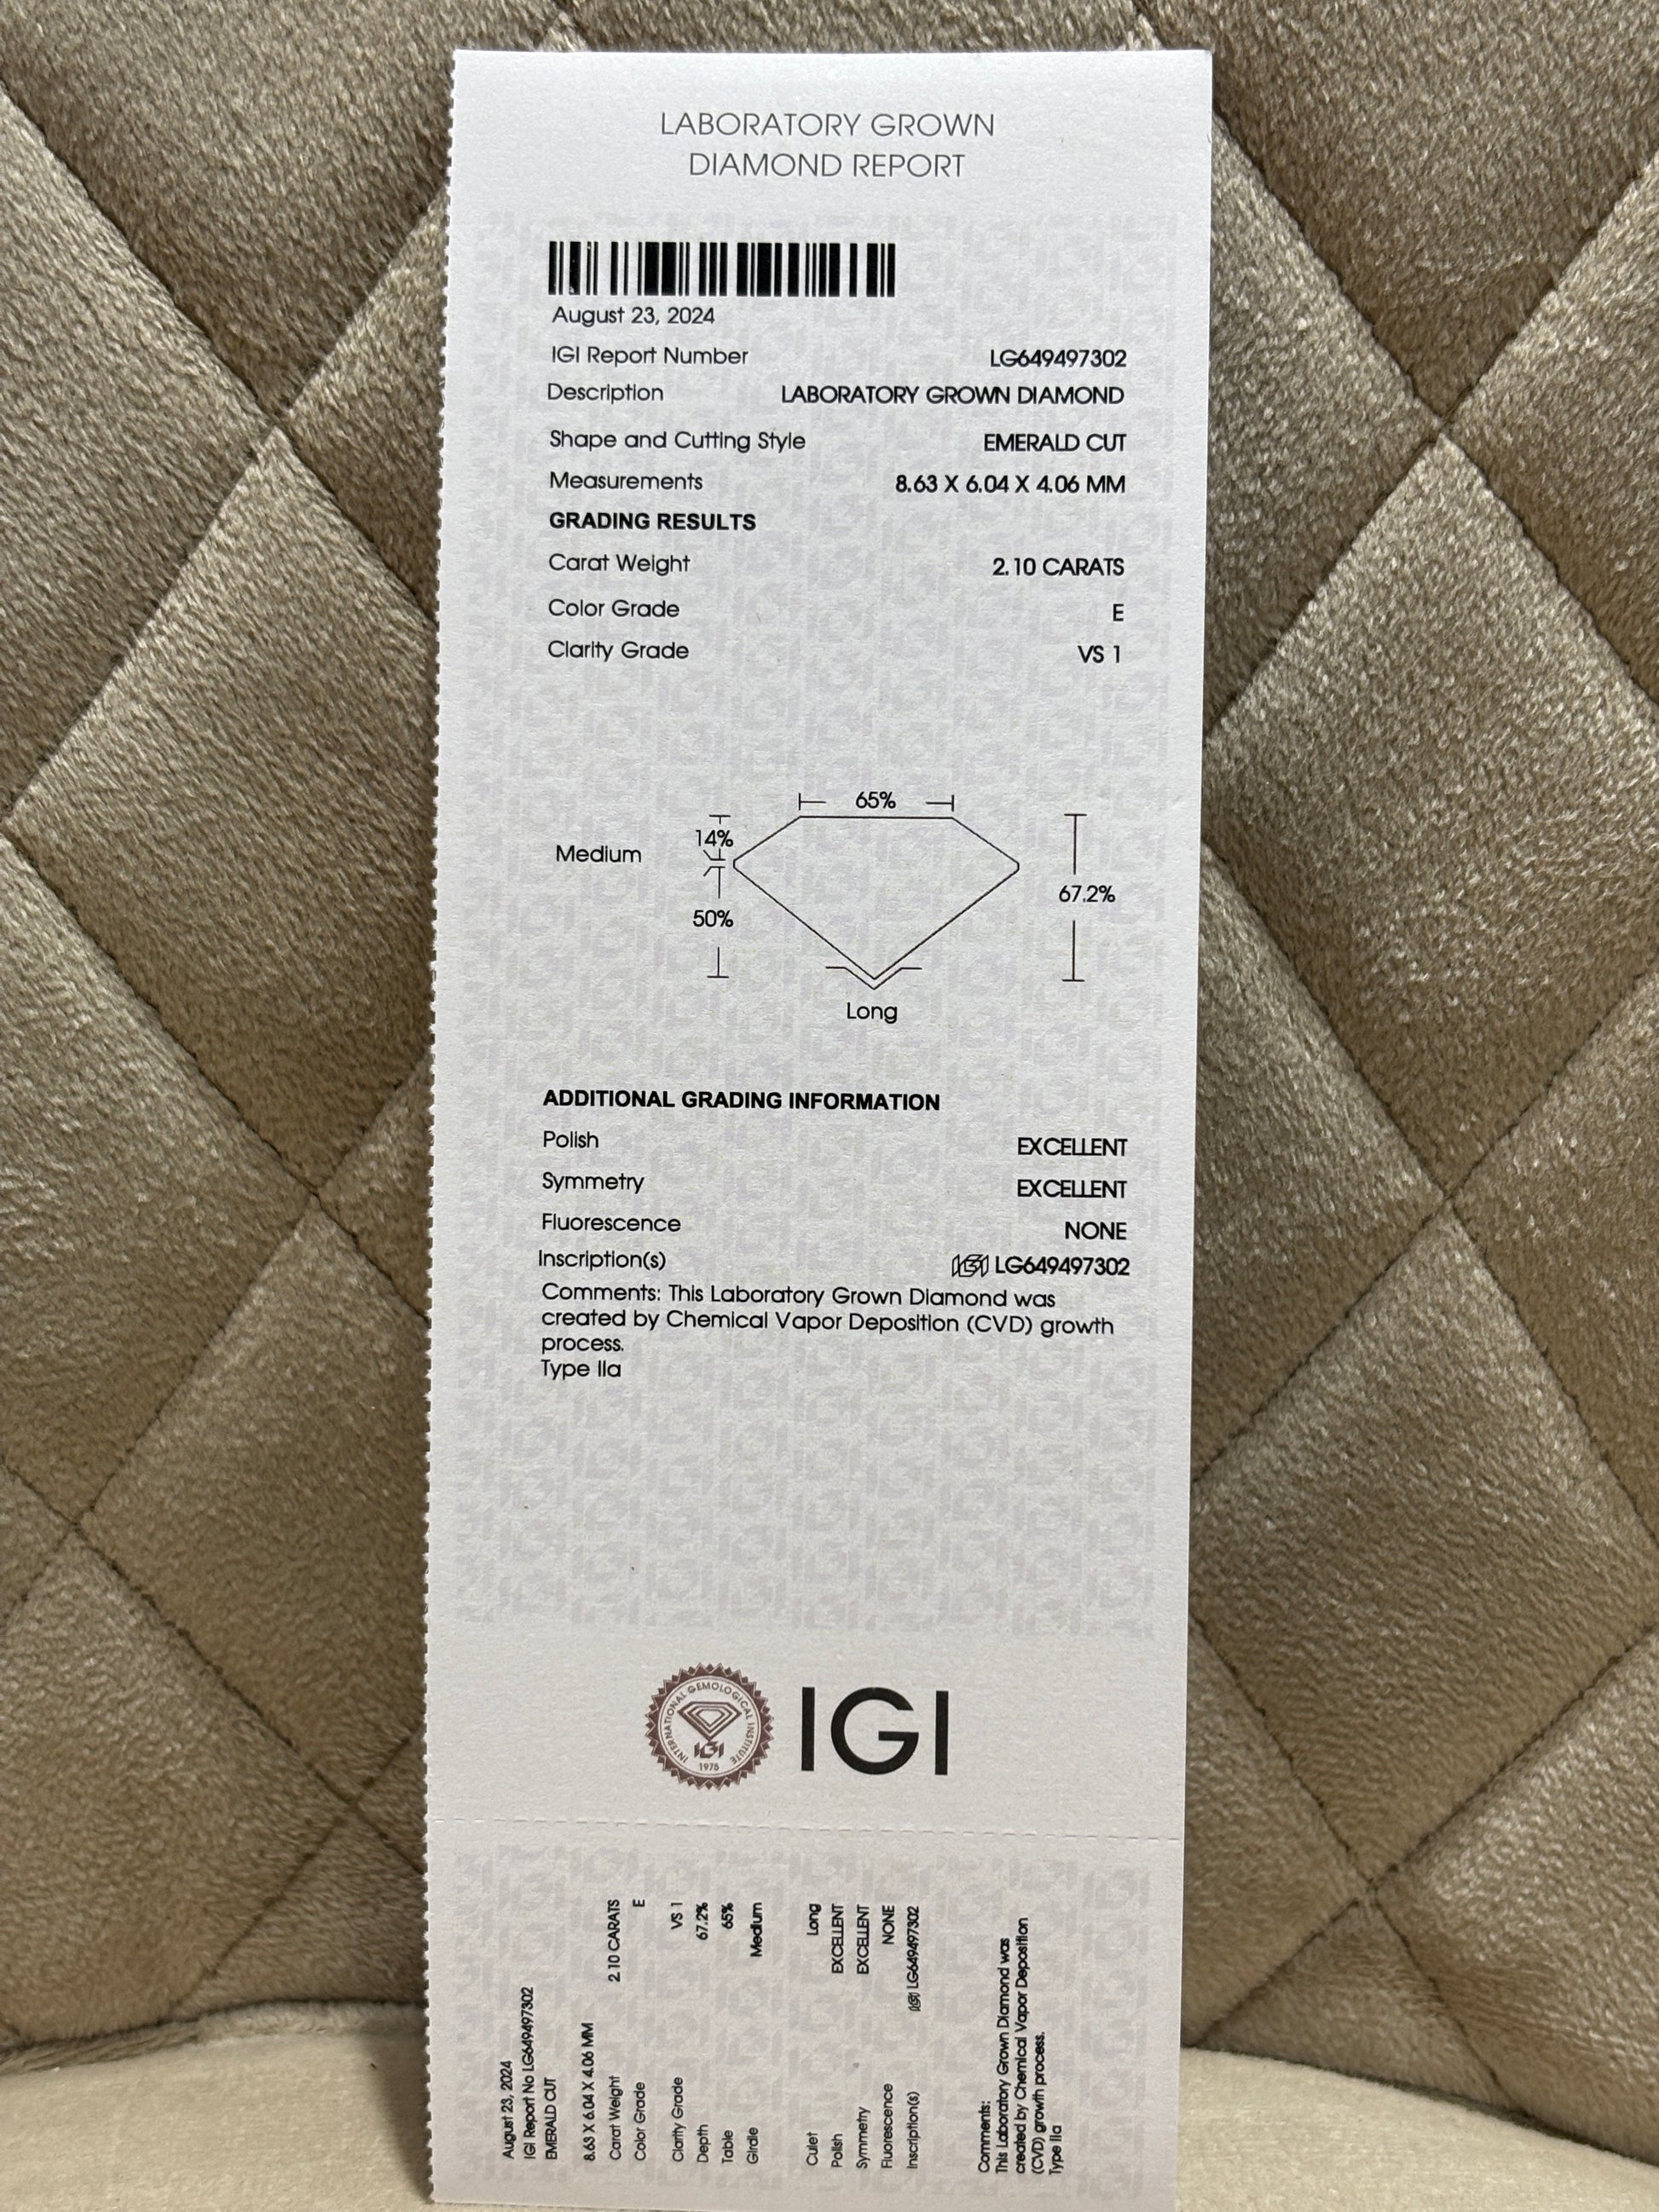 LABORATORY GROWN
DIAMOND REPORT
August 23, 2024
IGI Report Number LG649497302
Description LABORATORY GROWN DIAMOND
Shape and Cutting Style EMERALD CUT
Measurements 8.63 X 6.04 X 4.06 MM
GRADING RESULTS
Carat Weight 2.10 CARATS
Color Grade E
Clarity Grade VS 1
65%
14%
Medium
67.2%
50%
Long
ADDITIONAL GRADING INFORMATION
Polish EXCELLENT
Symmetry EXCELLENT
Fluorescence NONE
Inscription(s) IGI LG649497302
Comments: This Laboratory Grown Diamond was
created by Chemical Vapor Deposition (CVD) growth
process.
Type IIa
INTERNATIONAL GEMOLOGICAL INSTITUTE
IGI
1975
IGI
August 23, 2024
IGI Report No LG649497302
EMERALD CUT
8.63 X 6.04 X 4.06 MM
Carat Weight 2.10 CARATS
Color Grade E
Clarity Grade VS 1
Depth 67.2%
Table 65%
Girdle Medium
Culet Long
Polish EXCELLENT
Symmetry EXCELLENT
Fluorescence NONE
Inscription(s) IGI LG649497302
Comments:
This Laboratory Grown Diamond was
created by Chemical Vapor Deposition
(CVD) growth process.
Type IIa